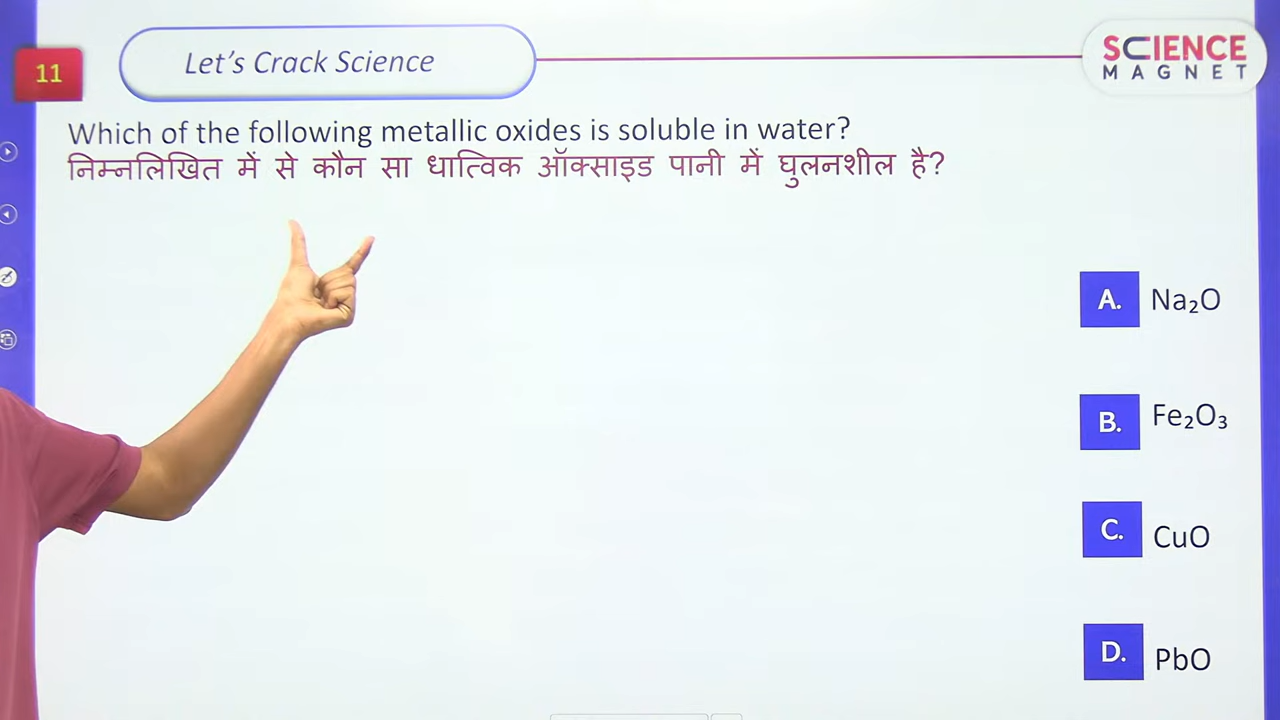 11
Let's Crack Science
SCIENCE
MAGNET
Which of the following metallic oxides is soluble in water?
निम्नलिखित में से कौन सा धात्विक ऑक्साइड पानी में घुलनशील है?
A. Na₂O
B. Fe₂O₃
C. CuO
D. PbO